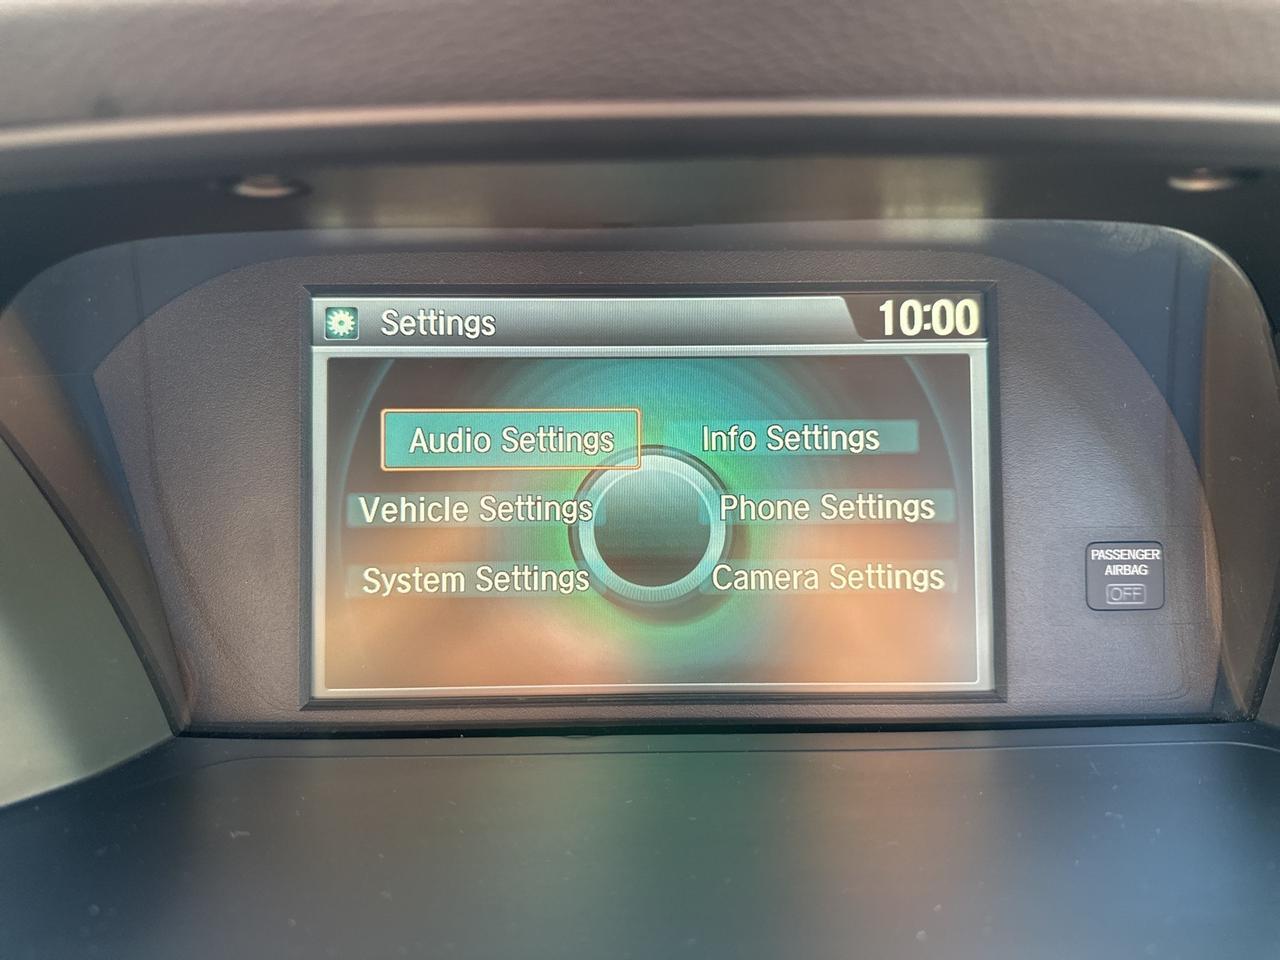 Settings
10:00
Audio Settings
Info Settings
Vehicle Settings
Phone Settings
System Settings
Camera Settings
PASSENGER
AIRBAG
OFF